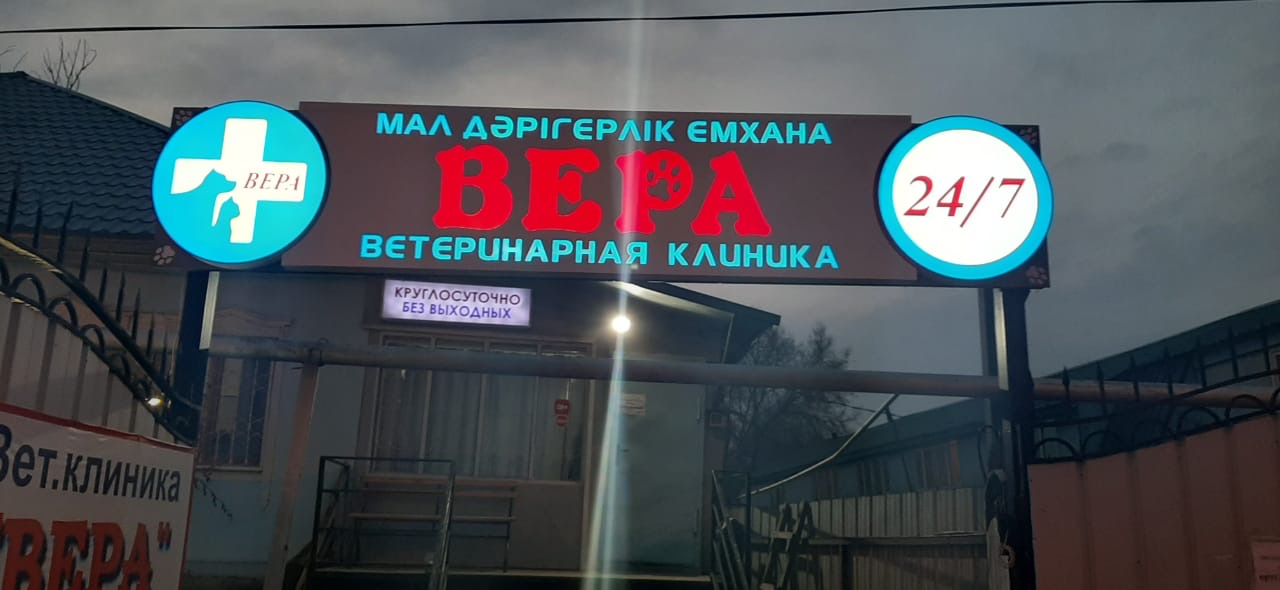 МАЛ ДӘРІГЕРЛІК ЕМХАНА
ВЕРА
ВЕРА
24/7
ВЕТЕРИНАРНАЯ КЛИНИКА
КРУГЛОСУТОЧНО
БЕЗ ВЫХОДНЫХ
Вет.клиника
"ВЕРА"